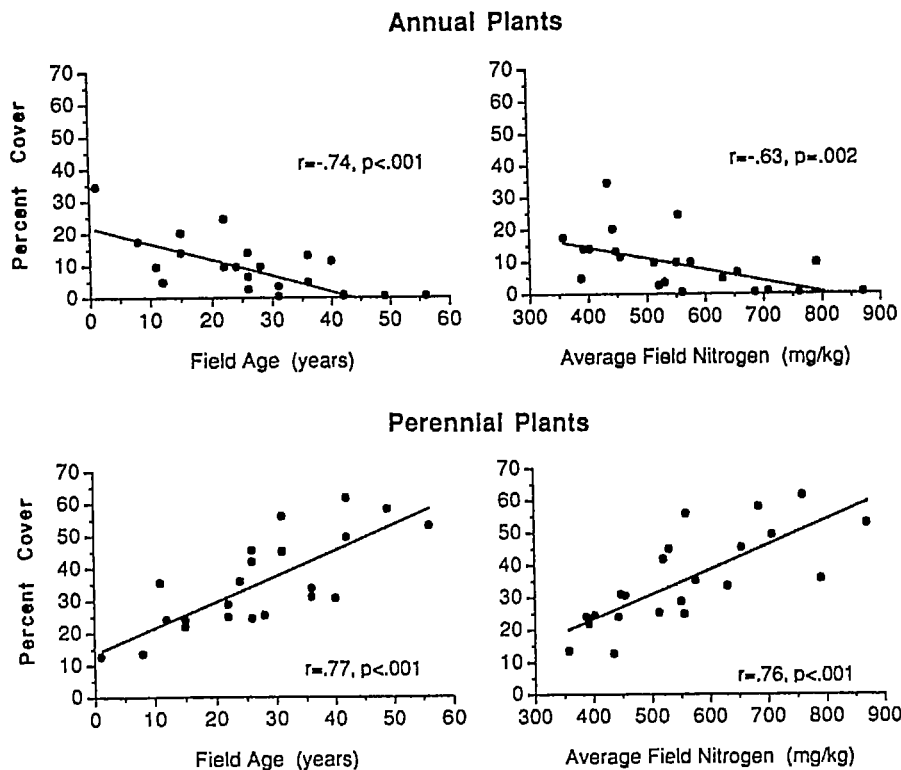 Annual Plants
Percent Cover
70
60
50
40
30
20
10
0
r=-.74, p<.001
0 10 20 30 40 50 60
Field Age (years)
70
60
50
40
30
20
10
0
r=-.63, p=.002
300 400 500 600 700 800 900
Average Field Nitrogen (mg/kg)
Perennial Plants
Percent Cover
70
60
50
40
30
20
10
0
r=.77, p<.001
0 10 20 30 40 50 60
Field Age (years)
70
60
50
40
30
20
10
0
r=.76, p<.001
300 400 500 600 700 800 900
Average Field Nitrogen (mg/kg)